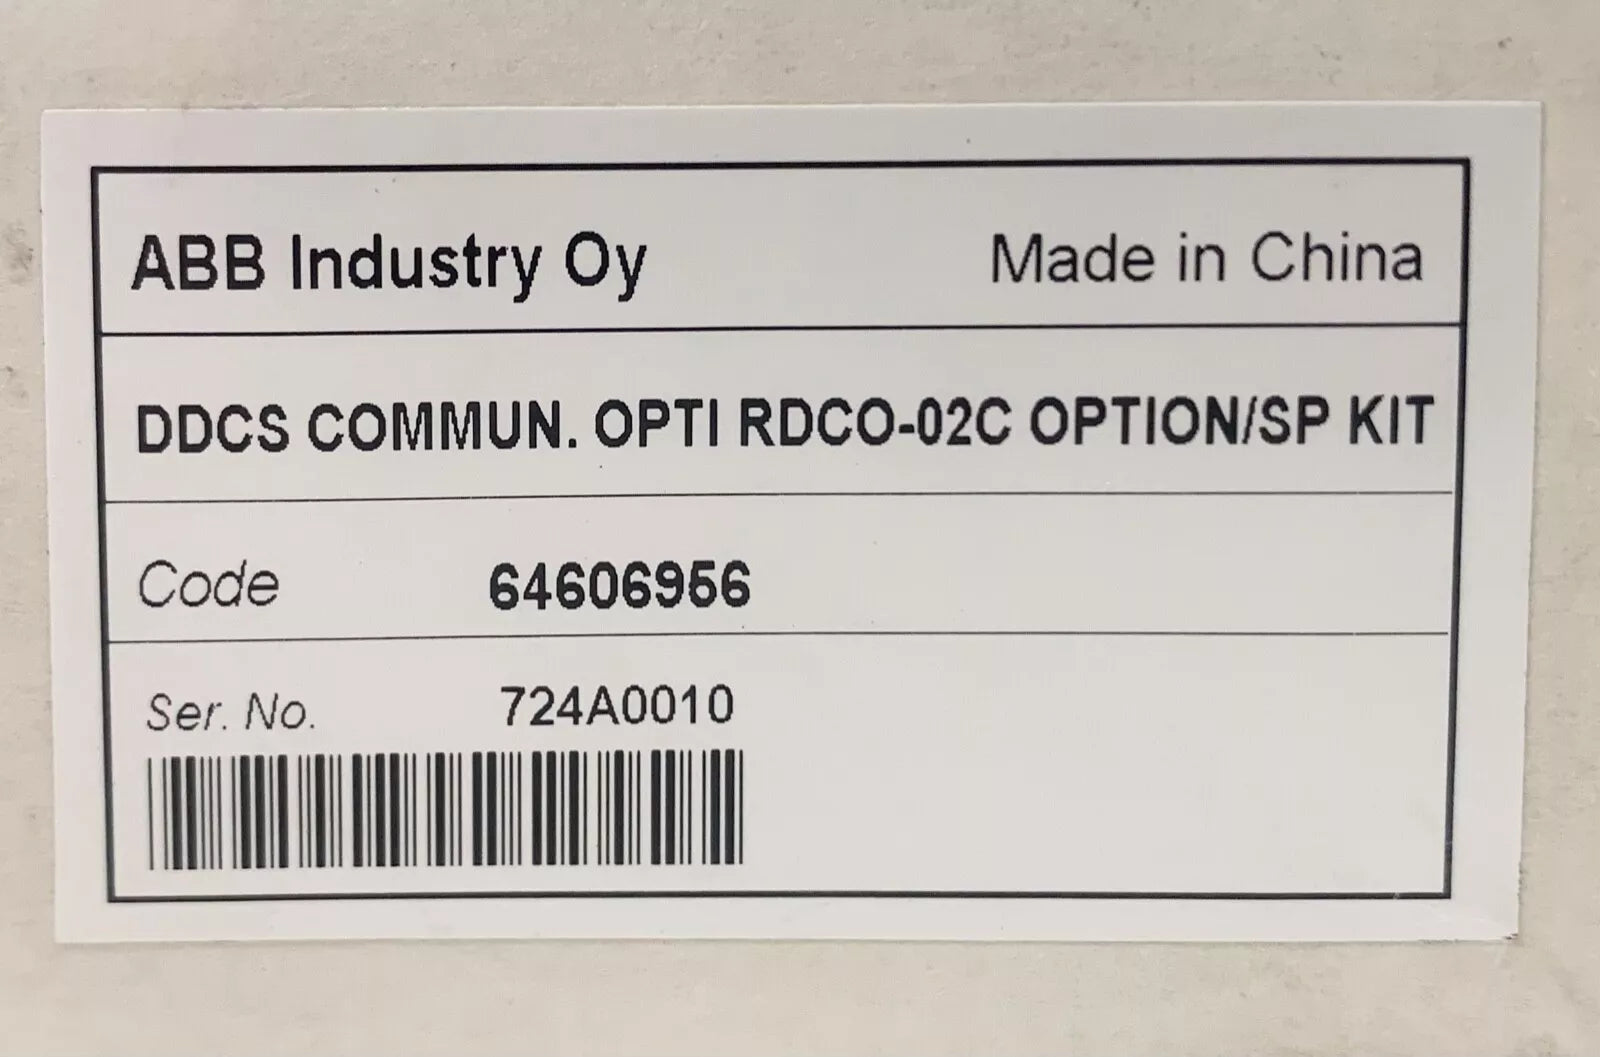 ABB Industry Oy Made in China
DDCS COMMUN. OPTI RDCO-02C OPTION/SP KIT
Code 64606956
Ser. No. 724A0010